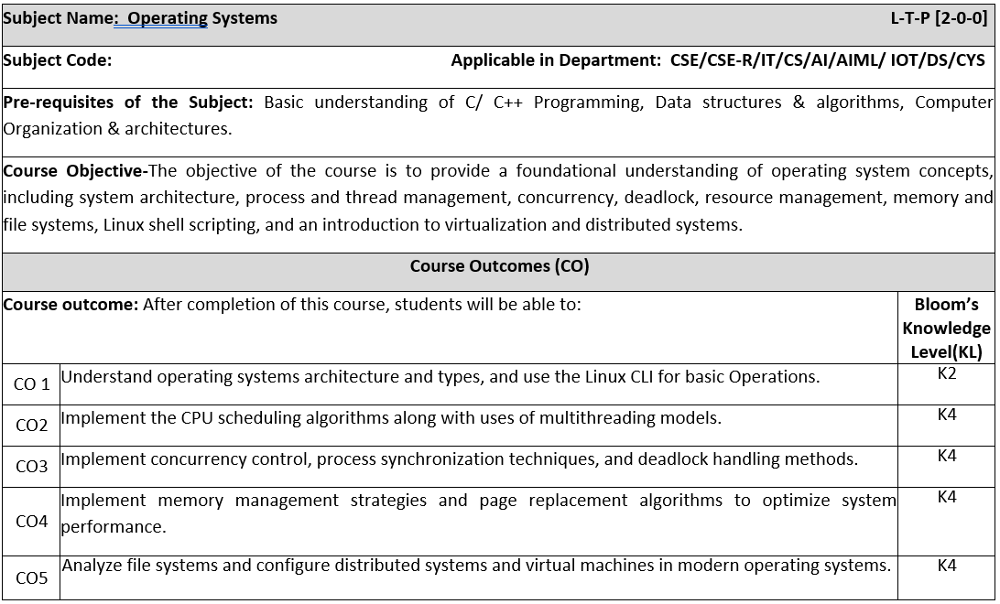 Subject Name:  Operating Systems L-T-P [2-0-0]
Subject Code: Applicable in Department:  CSE/CSE-R/IT/CS/AI/AIML/ IOT/DS/CYS
Pre-requisites of the Subject: Basic understanding of C/ C++ Programming, Data structures & algorithms, Computer
Organization & architectures.
Course Objective-The objective of the course is to provide a foundational understanding of operating system concepts,
including system architecture, process and thread management, concurrency, deadlock, resource management, memory and
file systems, Linux shell scripting, and an introduction to virtualization and distributed systems.
Course Outcomes (CO)
Course outcome: After completion of this course, students will be able to:
Bloom’s
Knowledge
Level(KL)
CO 1 Understand operating systems architecture and types, and use the Linux CLI for basic Operations. K2
CO2 Implement the CPU scheduling algorithms along with uses of multithreading models. K4
CO3 Implement concurrency control, process synchronization techniques, and deadlock handling methods. K4
CO4 Implement memory management strategies and page replacement algorithms to optimize system K4
performance.
CO5 Analyze file systems and configure distributed systems and virtual machines in modern operating systems. K4